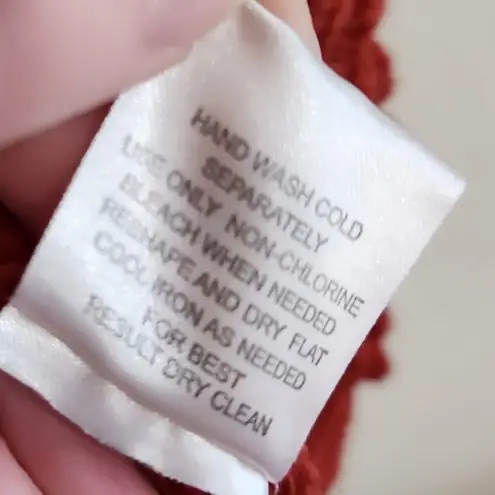 HAND WASH COLD
SEPARATELY
USE ONLY NON-CHLORINE
BLEACH WHEN NEEDED
RESHAPE AND DRY FLAT
COOL IRON AS NEEDED
FOR BEST
RESULT DRY CLEAN